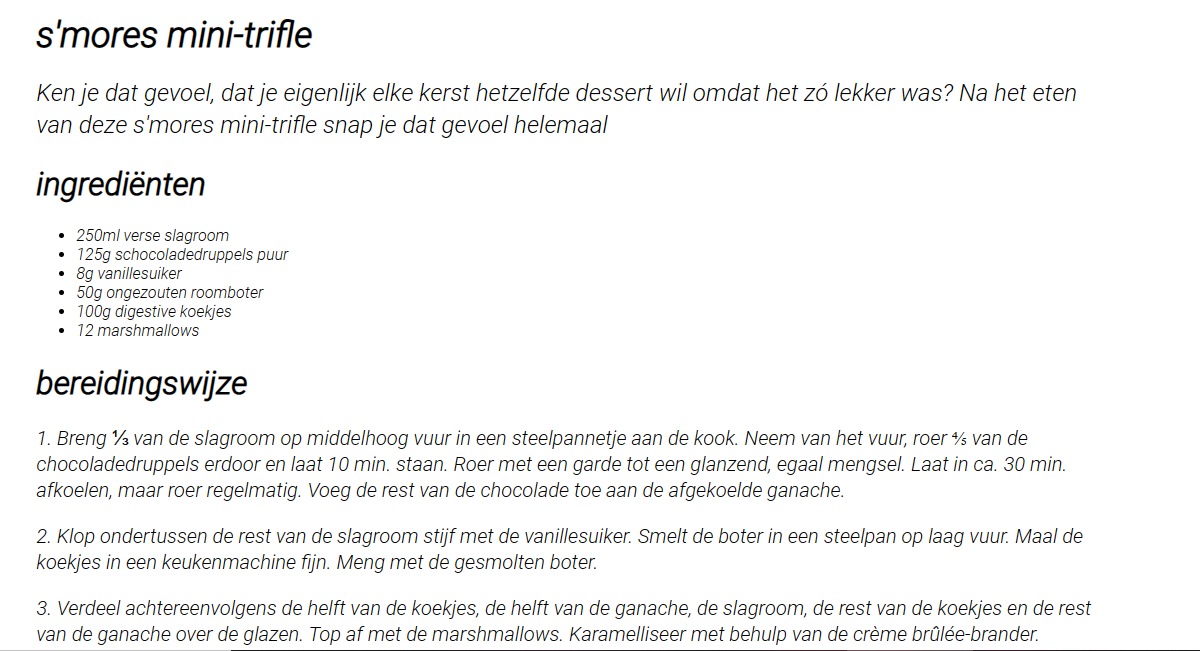 s'mores mini-trifle
Ken je dat gevoel, dat je eigenlijk elke kerst hetzelfde dessert wil omdat het zó lekker was? Na het eten
van deze s'mores mini-trifle snap je dat gevoel helemaal
ingrediënten
• 250ml verse slagroom
• 125g schocoladedruppels puur
• 8g vanillesuiker
• 50g ongezouten roomboter
• 100g digestive koekjes
• 12 marshmallows
bereidingswijze
1. Breng ⅓ van de slagroom op middelhoog vuur in een steelpannetje aan de kook. Neem van het vuur, roer ⅘ van de
chocoladedruppels erdoor en laat 10 min. staan. Roer met een garde tot een glanzend, egaal mengsel. Laat in ca. 30 min.
afkoelen, maar roer regelmatig. Voeg de rest van de chocolade toe aan de afgekoelde ganache.
2. Klop ondertussen de rest van de slagroom stijf met de vanillesuiker. Smelt de boter in een steelpan op laag vuur. Maal de
koekjes in een keukenmachine fijn. Meng met de gesmolten boter.
3. Verdeel achtereenvolgens de helft van de koekjes, de helft van de ganache, de slagroom, de rest van de koekjes en de rest
van de ganache over de glazen. Top af met de marshmallows. Karamelliseer met behulp van de crème brûlée-brander.